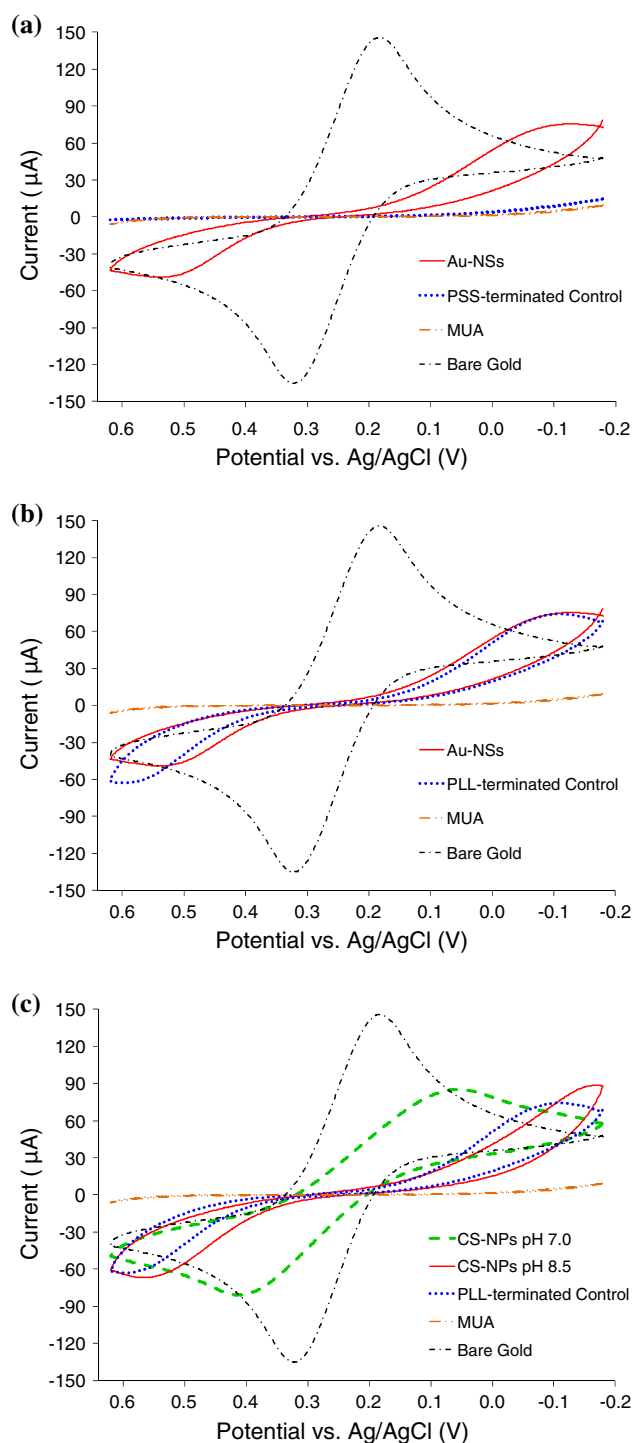 (a)
150
120
90
60
30
0
-30
-60
-90
-120
-150
Current ( µA)
Au-NSs
PSS-terminated Control
MUA
Bare Gold
0.6 0.5 0.4 0.3 0.2 0.1 0.0 -0.1 -0.2
Potential vs. Ag/AgCl (V)
(b)
150
120
90
60
30
0
-30
-60
-90
-120
-150
Current ( µA)
Au-NSs
PLL-terminated Control
MUA
Bare Gold
0.6 0.5 0.4 0.3 0.2 0.1 0.0 -0.1 -0.2
Potential vs. Ag/AgCl (V)
(c)
150
120
90
60
30
0
-30
-60
-90
-120
-150
Current ( µA)
CS-NPs pH 7.0
CS-NPs pH 8.5
PLL-terminated Control
MUA
Bare Gold
0.6 0.5 0.4 0.3 0.2 0.1 0.0 -0.1 -0.2
Potential vs. Ag/AgCl (V)